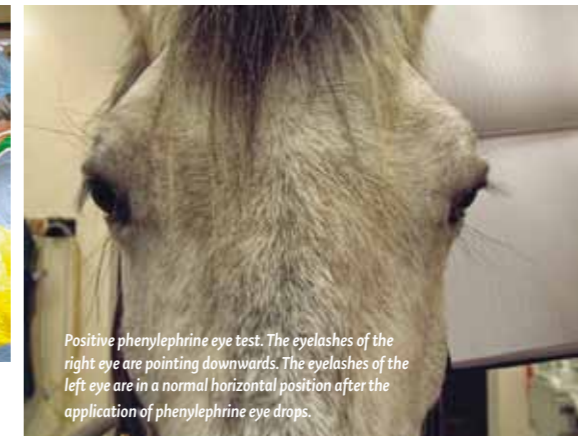 Positive phenylephrine eye test. The eyelashes of the
right eye are pointing downwards. The eyelashes of the
left eye are in a normal horizontal position after the
application of phenylephrine eye drops.